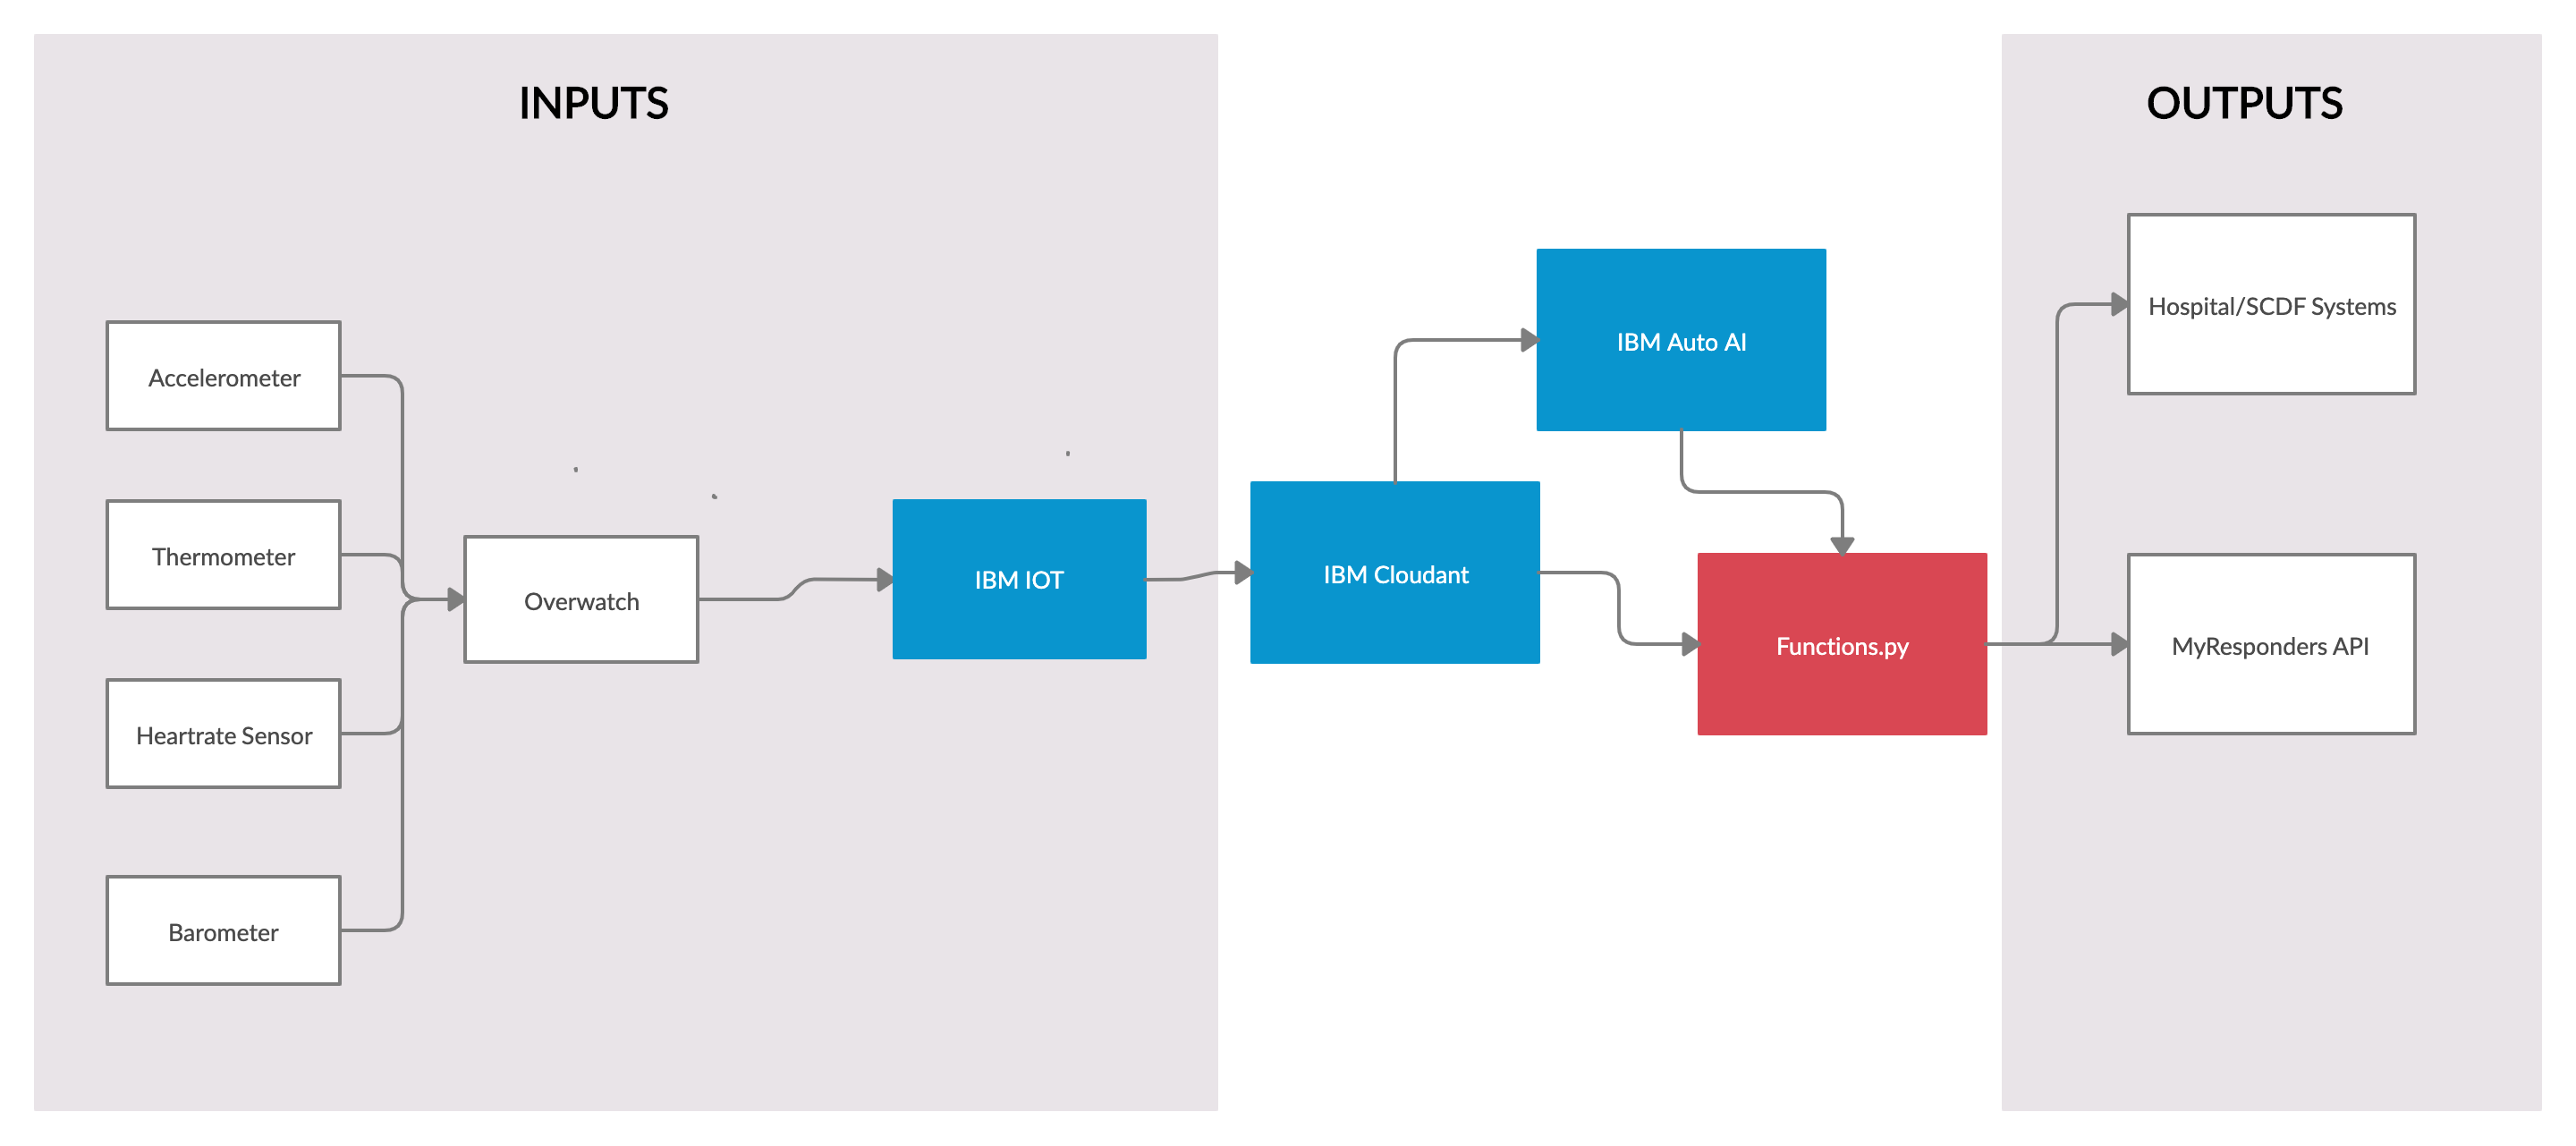 INPUTS
OUTPUTS
Accelerometer
Thermometer
Heartrate Sensor
Barometer
Overwatch
IBM IOT
IBM Cloudant
IBM Auto AI
Functions.py
Hospital/SCDF Systems
MyResponders API